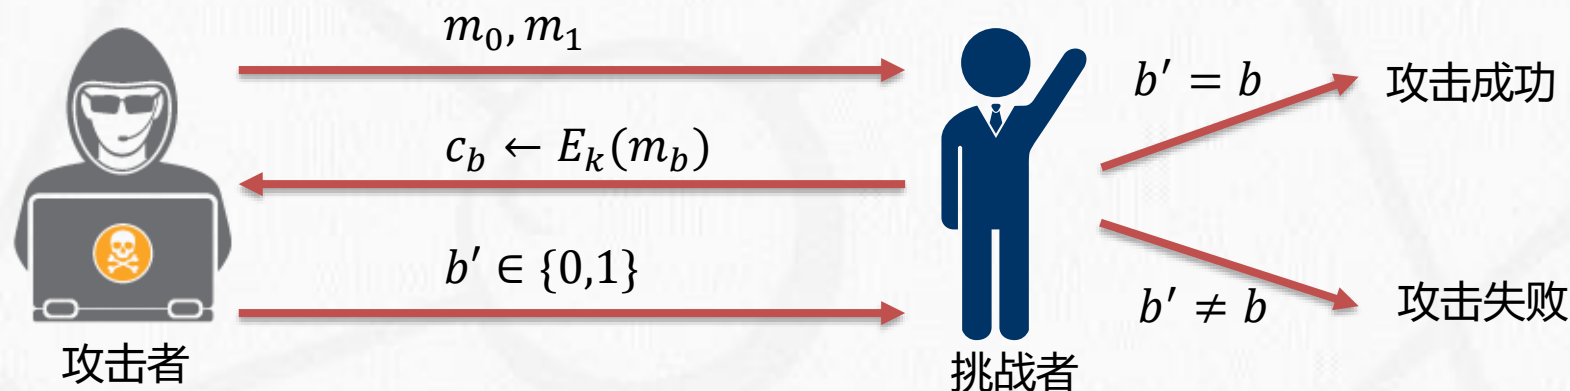 m₀, m₁
b′ = b
攻击成功
c_b ← E_k(m_b)
b′ ∈ {0,1}
b′ ≠ b
攻击失败
攻击者
挑战者